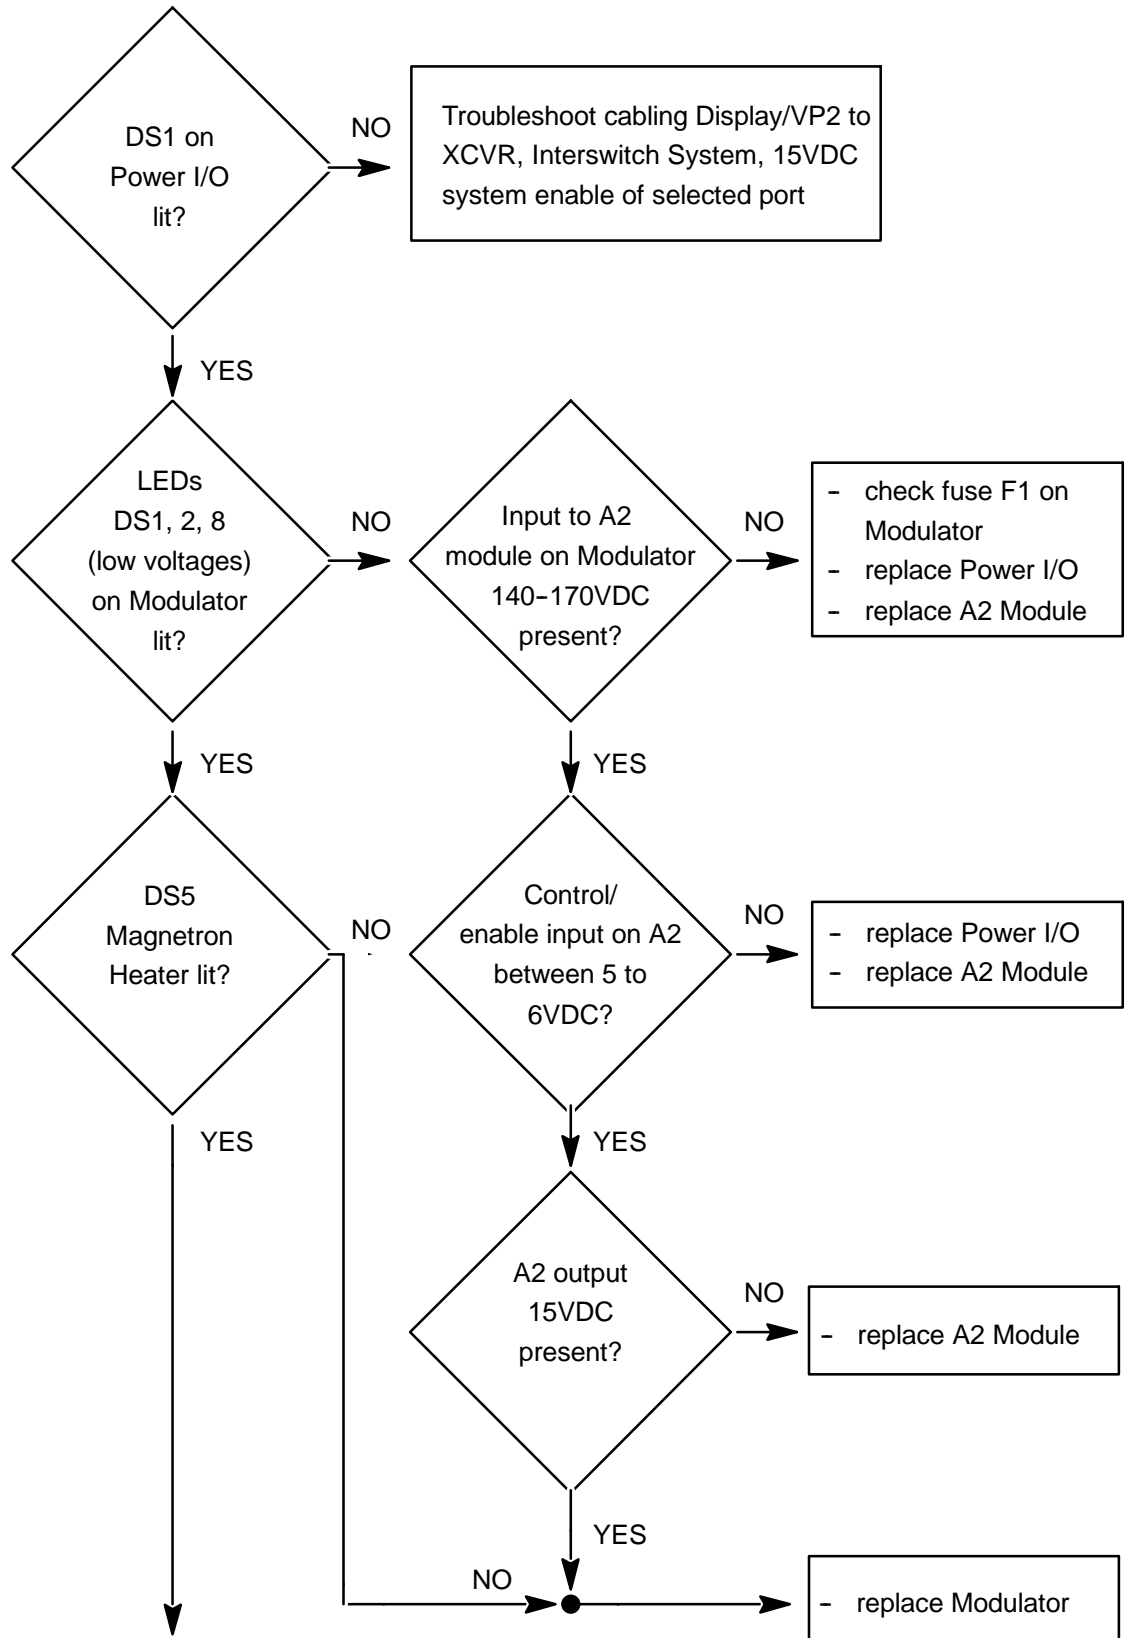 DS1 on
Power I/O
lit?
NO
Troubleshoot cabling Display/VP2 to
XCVR, Interswitch System, 15VDC
system enable of selected port
YES
LEDs
DS1, 2, 8
(low voltages)
on Modulator
lit?
NO
Input to A2
module on Modulator
140-170VDC
present?
NO
- check fuse F1 on
Modulator
- replace Power I/O
- replace A2 Module
YES
YES
DS5
Magnetron
Heater lit?
NO
Control/
enable input on A2
between 5 to
6VDC?
NO
- replace Power I/O
- replace A2 Module
YES
YES
A2 output
15VDC
present?
NO
- replace A2 Module
YES
NO
- replace Modulator